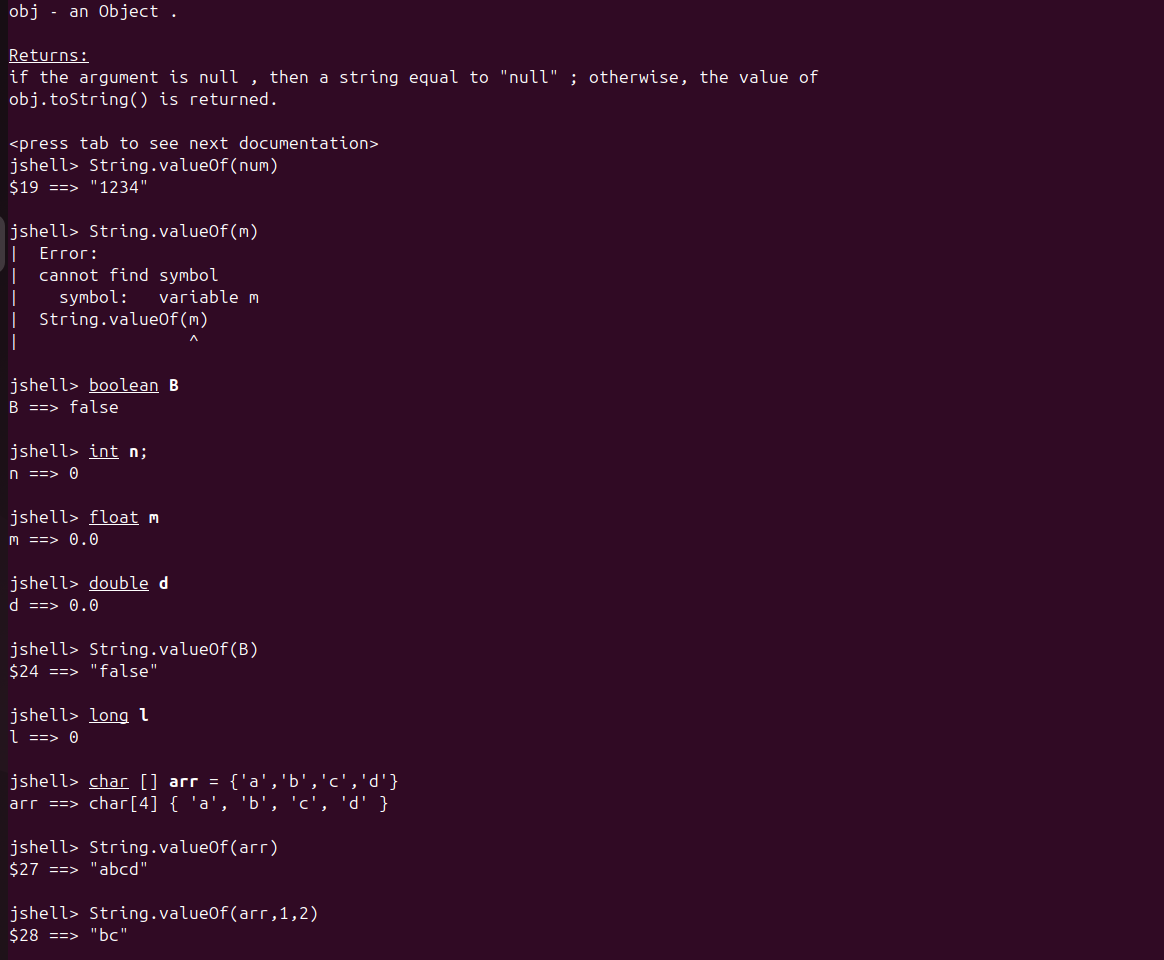 obj - an Object .
Returns:
if the argument is null , then a string equal to "null" ; otherwise, the value of
obj.toString() is returned.
<press tab to see next documentation>
jshell> String.valueOf(num)
$19 ==> "1234"
jshell> String.valueOf(m)
|  Error:
|  cannot find symbol
|    symbol:   variable m
|  String.valueOf(m)
|                 ^
jshell> boolean B
B ==> false
jshell> int n;
n ==> 0
jshell> float m
m ==> 0.0
jshell> double d
d ==> 0.0
jshell> String.valueOf(B)
$24 ==> "false"
jshell> long l
l ==> 0
jshell> char [] arr = {'a','b','c','d'}
arr ==> char[4] { 'a', 'b', 'c', 'd' }
jshell> String.valueOf(arr)
$27 ==> "abcd"
jshell> String.valueOf(arr,1,2)
$28 ==> "bc"